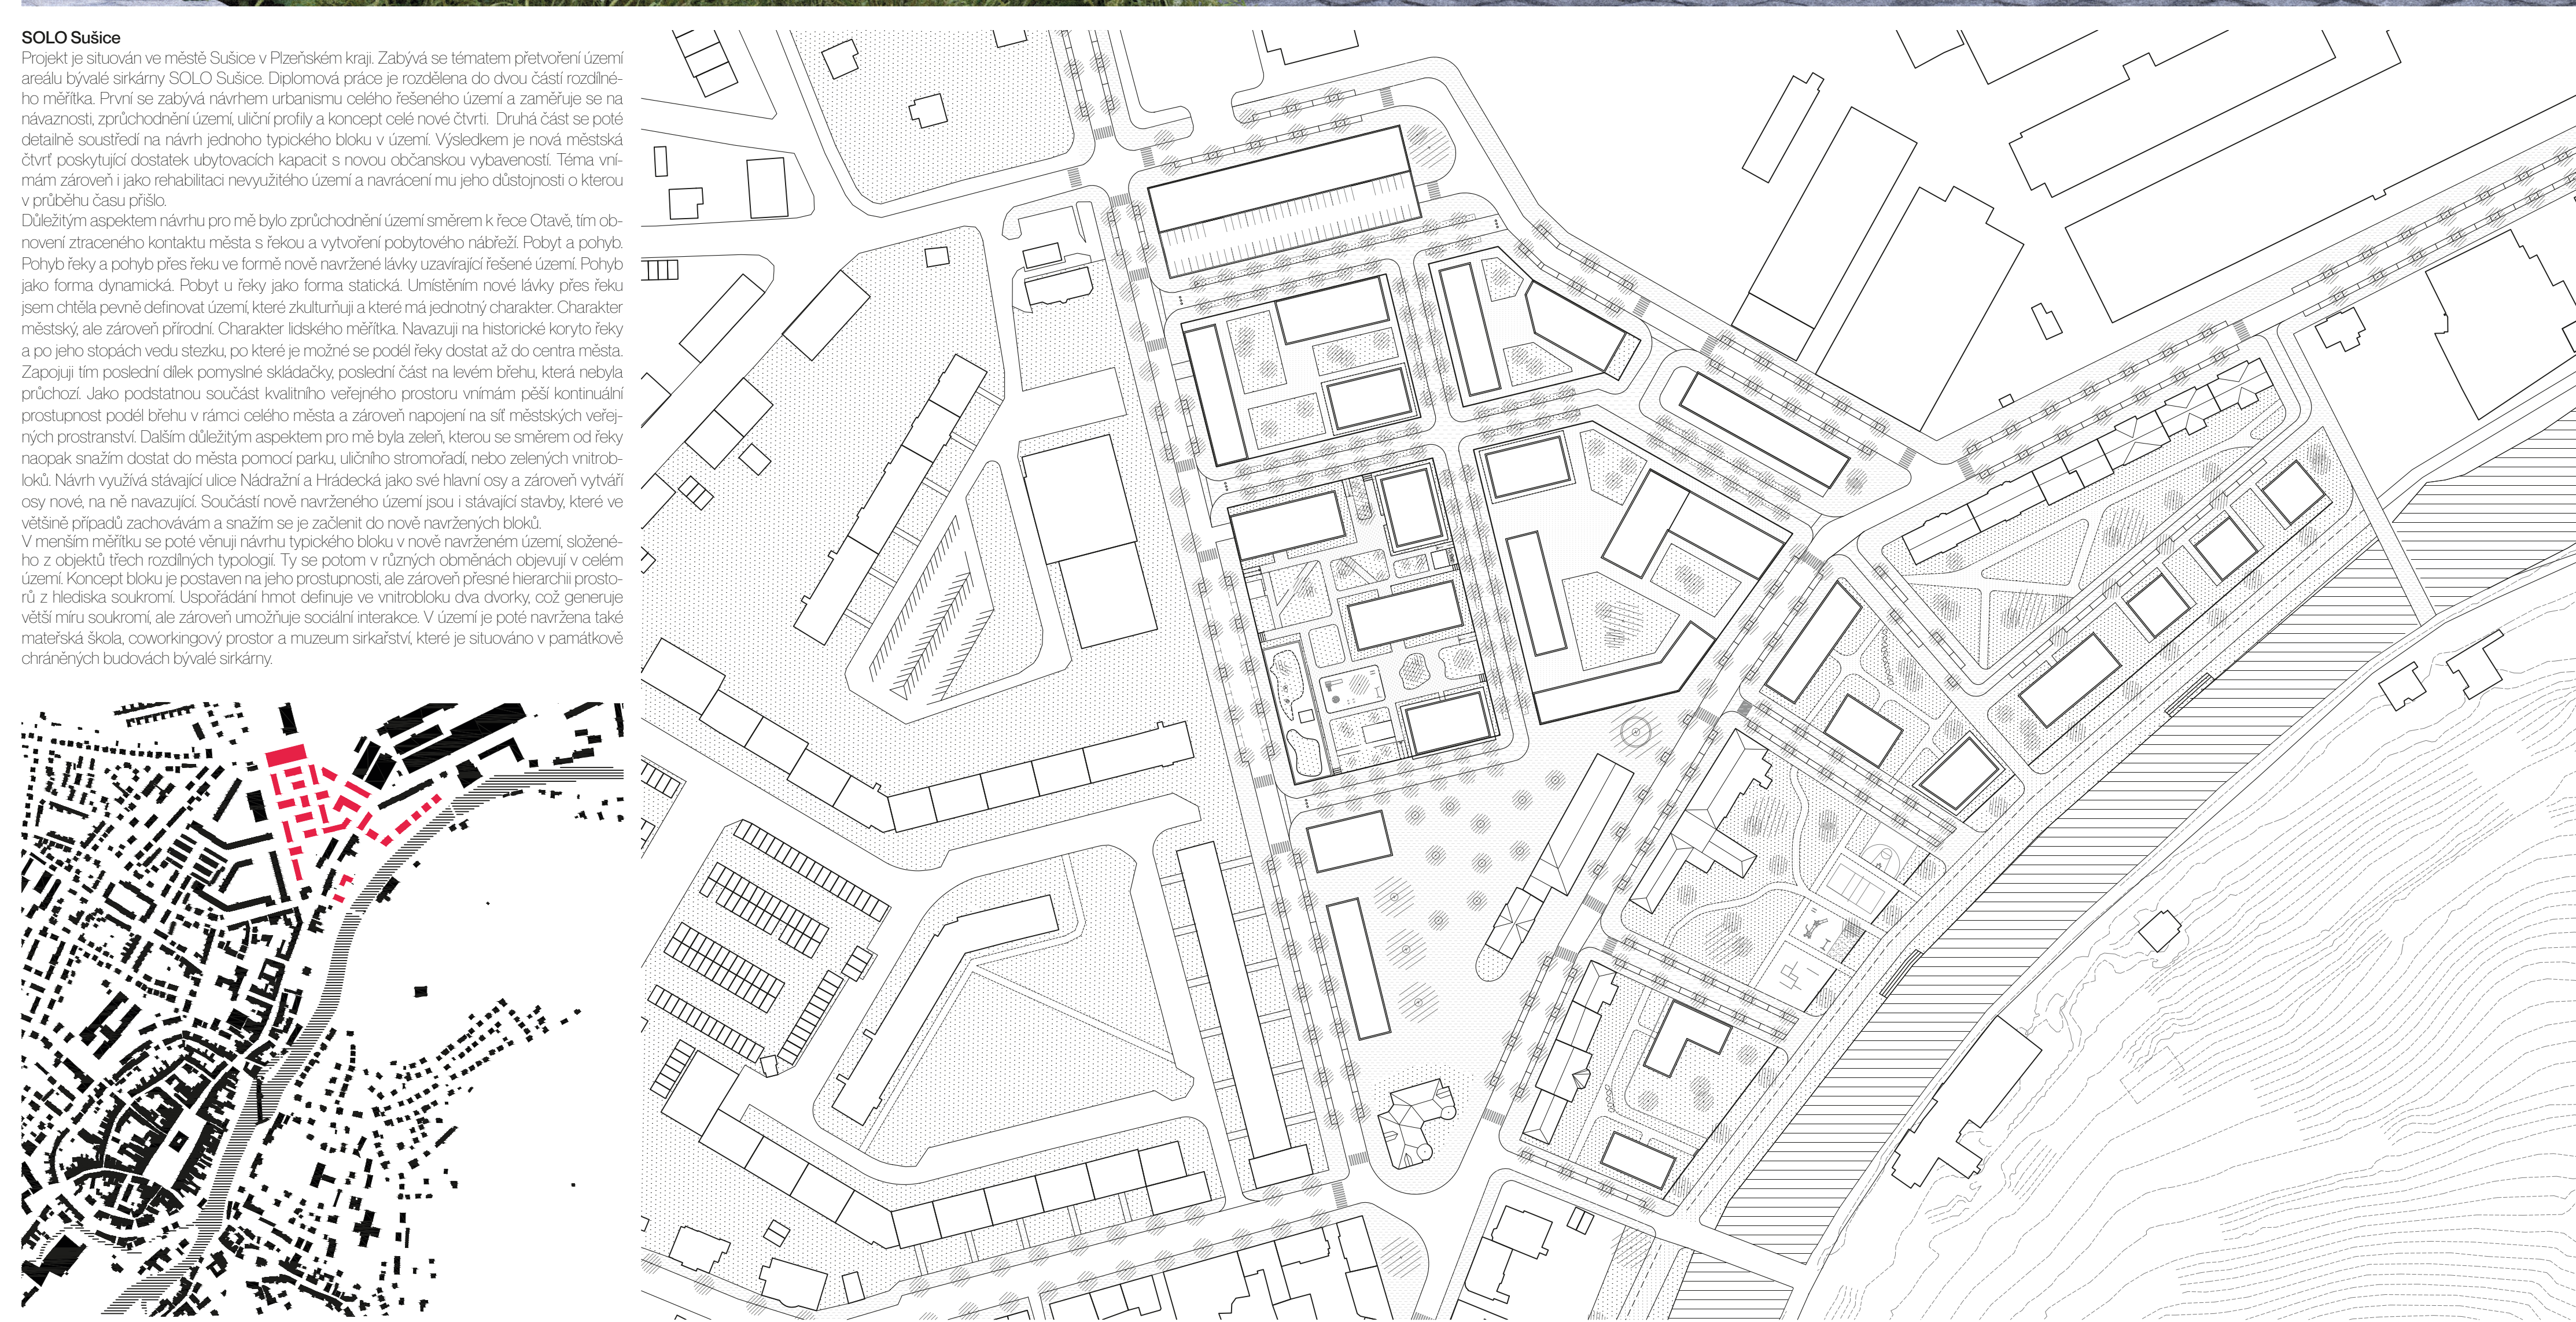 SOLO Sušice
Projekt je situován ve městě Sušice v Plzeňském kraji. Zabývá se tématem přetvoření území
areálu bývalé sirkárny SOLO Sušice. Diplomová práce je rozdělena do dvou částí rozdílné-
ho měřítka. První se zabývá návrhem urbanismu celého řešeného území a zaměřuje se na
návaznosti, zprůchodnění území, uliční profily a koncept celé nové čtvrti. Druhá část se poté
detailně soustředí na návrh jednoho typického bloku v území. Výsledkem je nová městská
čtvrť poskytující dostatek ubytovacích kapacit s novou občanskou vybaveností. Téma vní-
mám zároveň i jako rehabilitaci nevyužitého území a navrácení mu jeho důstojnosti o kterou
v průběhu času přišlo.
Důležitým aspektem návrhu pro mě bylo zprůchodnění území směrem k řece Otavě, tím ob-
novení ztraceného kontaktu města s řekou a vytvoření pobytového nábřeží. Pobyt a pohyb.
Pohyb řeky a pohyb přes řeku ve formě nově navržené lávky uzavírající řešené území. Pohyb
jako forma dynamická. Pobyt u řeky jako forma statická. Umístěním nové lávky přes řeku
jsem chtěla pevně definovat území, které zkulturňuji a které má jednotný charakter. Charakter
městský, ale zároveň přírodní. Charakter lidského měřítka. Navazuji na historické koryto řeky
a po jeho stopách vedu stezku, po které je možné se podél řeky dostat až do centra města.
Zapojuji tím poslední dílek pomyslné skládačky, poslední část na levém břehu, která nebyla
průchozí. Jako podstatnou součást kvalitního veřejného prostoru vnímám pěší kontinuální
prostupnost podél břehu v rámci celého města a zároveň napojení na síť městských veřej-
ných prostranství. Dalším důležitým aspektem pro mě byla zeleň, kterou se směrem od řeky
naopak snažím dostat do města pomocí parku, uličního stromořadí, nebo zelených vnitrob-
loků. Návrh využívá stávající ulice Nádražní a Hrádecká jako své hlavní osy a zároveň vytváří
osy nové, na ně navazující. Součástí nově navrženého území jsou i stávající stavby, které ve
většině případů zachovávám a snažím se je začlenit do nově navržených bloků.
V menším měřítku se poté věnuji návrhu typického bloku v nově navrženém území, složené-
ho z objektů třech rozdílných typologií. Ty se potom v různých obměnách objevují v celém
území. Koncept bloku je postaven na jeho prostupnosti, ale zároveň přesné hierarchii prosto-
rů z hlediska soukromí. Uspořádání hmot definuje ve vnitrobloku dva dvorky, což generuje
větší míru soukromí, ale zároveň umožňuje sociální interakce. V území je poté navržena také
mateřská škola, coworkingový prostor a muzeum sirkařství, které je situováno v památkově
chráněných budovách bývalé sirkárny.